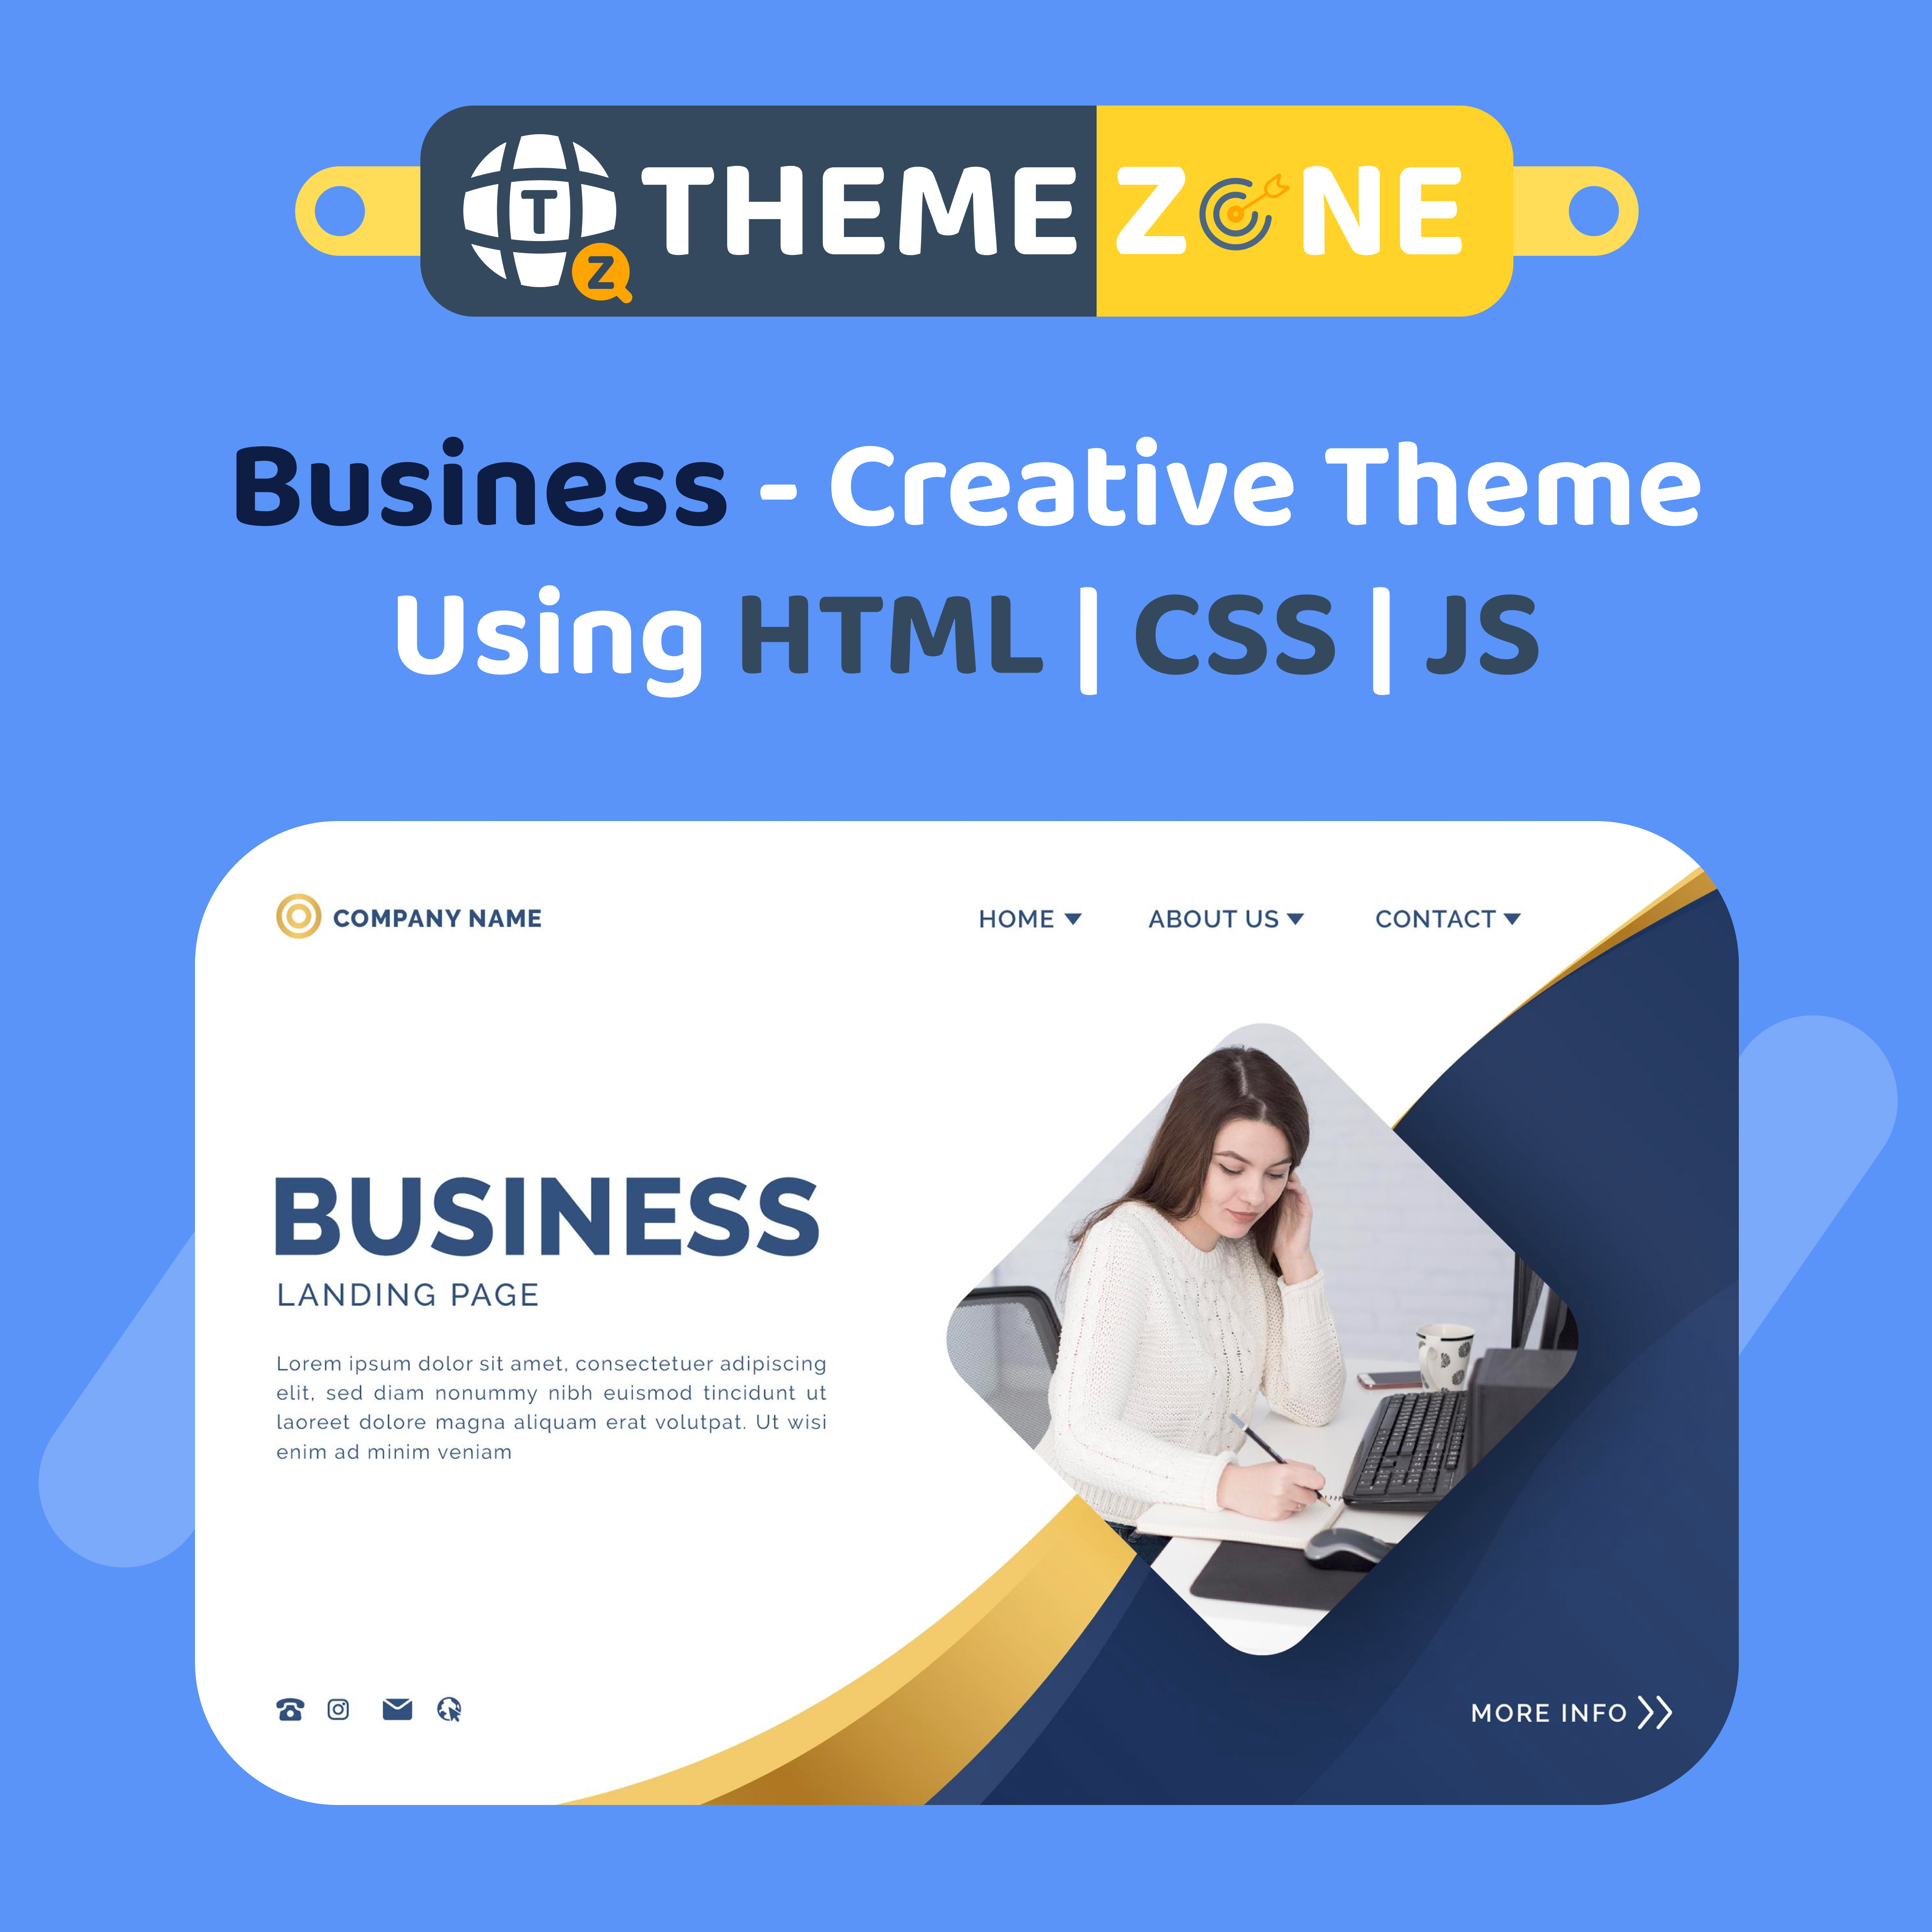 T
Z
THEME ZONE
Business - Creative Theme
Using HTML | CSS | JS
COMPANY NAME
HOME ABOUT US CONTACT
BUSINESS
LANDING PAGE
Lorem ipsum dolor sit amet, consectetuer adipiscing
elit, sed diam nonummy nibh euismod tincidunt ut
laoreet dolore magna aliquam erat volutpat. Ut wisi
enim ad minim veniam
MORE INFO